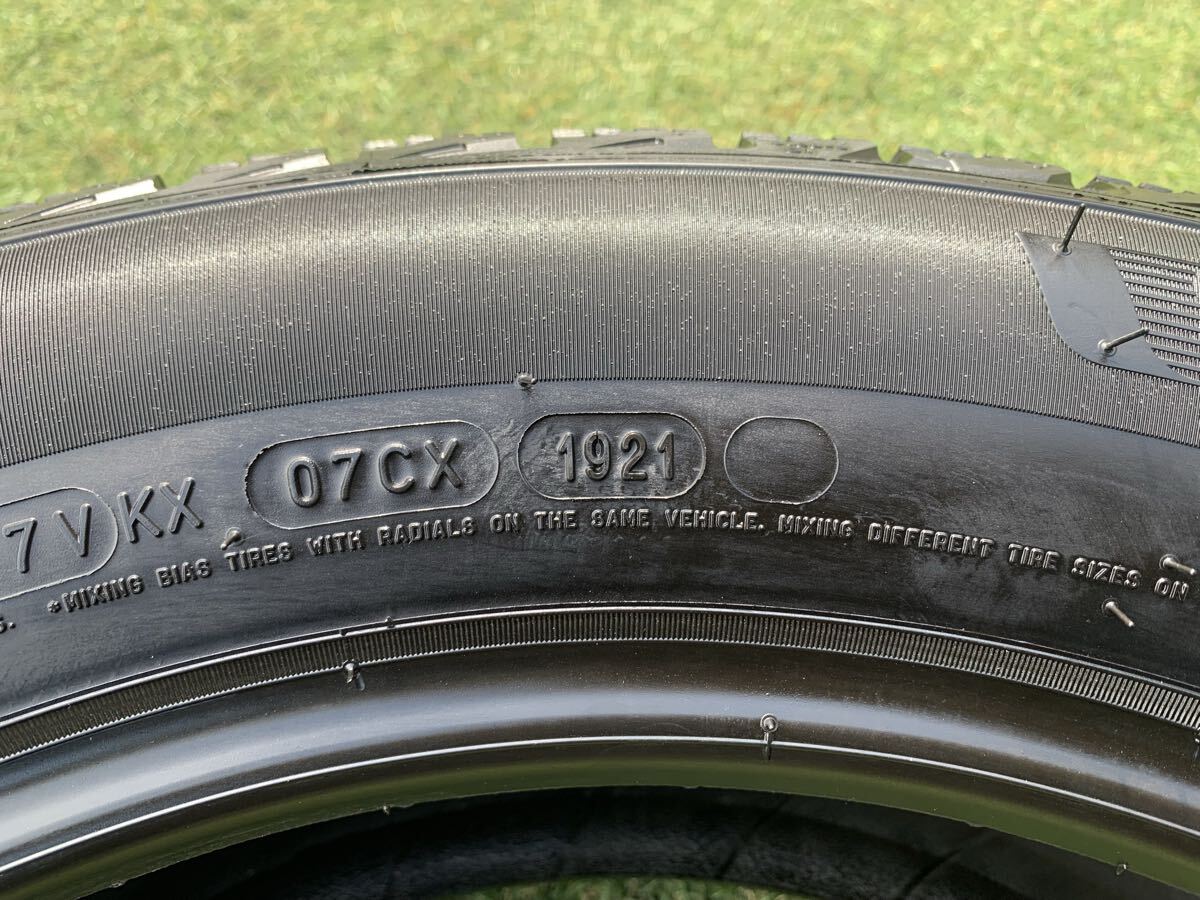 7V KX 07CX 1921
*MIXING BIAS TIRES WITH RADIALS ON THE SAME VEHICLE. MIXING DIFFERENT TIRE SIZES ON